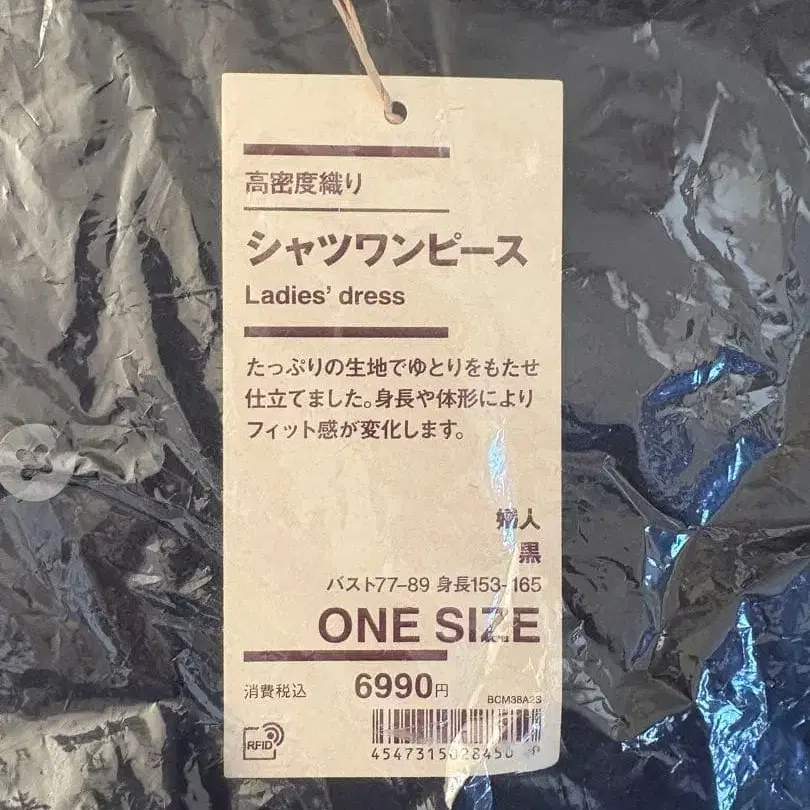 高密度織り
シャツワンピース
Ladies' dress
たっぷりの生地でゆとりをもたせ
仕立てました。身長や体形により
フィット感が変化します。
婦人
黒
バスト77–89 身長153–165
ONE SIZE
消費税込 6990円
BCM38A2S
RFID
4547315028450 P